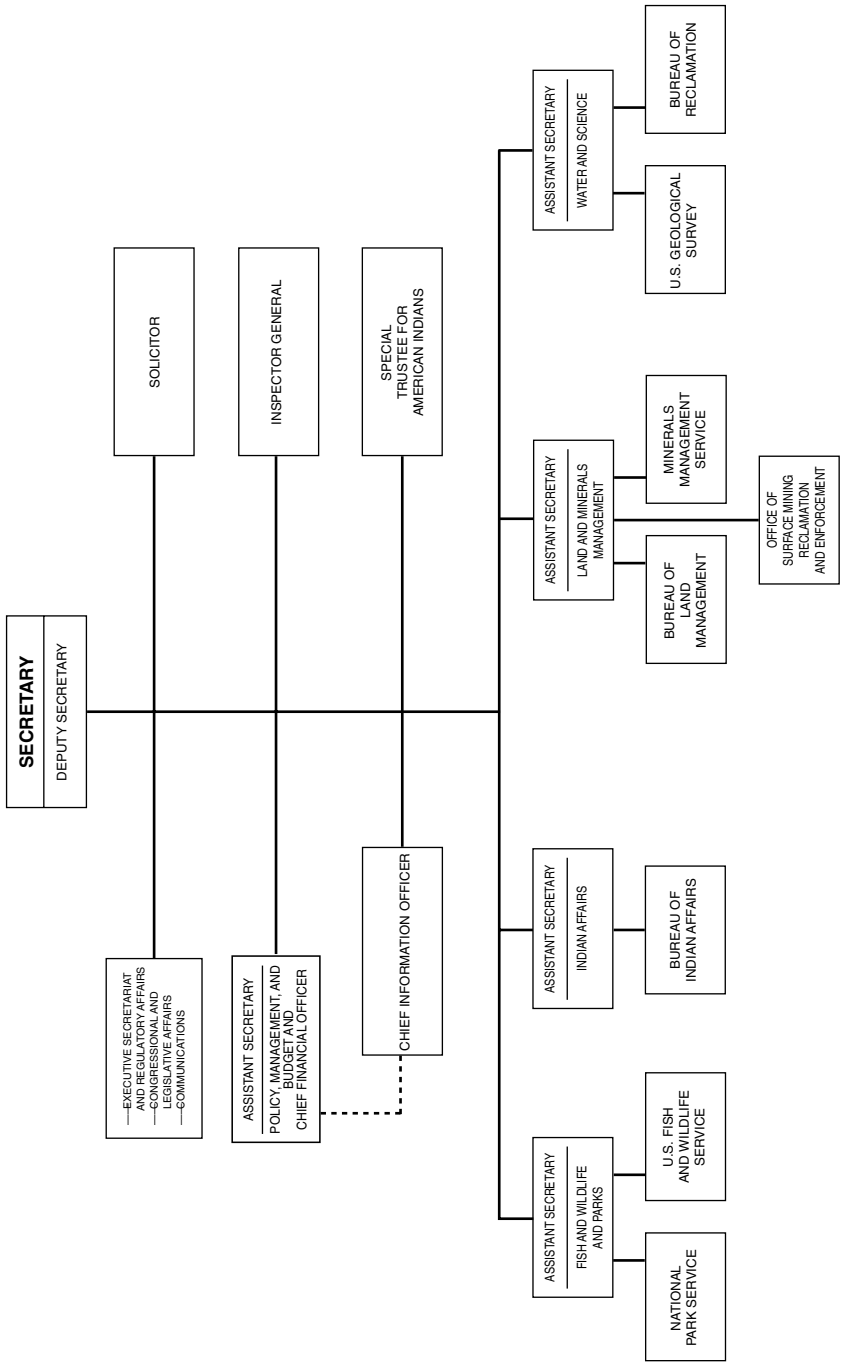 SECRETARY
DEPUTY SECRETARY
EXECUTIVE SECRETARIAT
AND REGULATORY AFFAIRS
CONGRESSIONAL AND
LEGISLATIVE AFFAIRS
COMMUNICATIONS
SOLICITOR
ASSISTANT SECRETARY
POLICY, MANAGEMENT, AND
BUDGET AND
CHIEF FINANCIAL OFFICER
INSPECTOR GENERAL
CHIEF INFORMATION OFFICER
SPECIAL
TRUSTEE FOR
AMERICAN INDIANS
ASSISTANT SECRETARY
FISH AND WILDLIFE
AND PARKS
ASSISTANT SECRETARY
INDIAN AFFAIRS
ASSISTANT SECRETARY
LAND AND MINERALS
MANAGEMENT
ASSISTANT SECRETARY
WATER AND SCIENCE
NATIONAL
PARK SERVICE
U.S. FISH
AND WILDLIFE
SERVICE
BUREAU OF
INDIAN AFFAIRS
BUREAU OF
LAND
MANAGEMENT
MINERALS
MANAGEMENT
SERVICE
U.S. GEOLOGICAL
SURVEY
BUREAU OF
RECLAMATION
OFFICE OF
SURFACE MINING
RECLAMATION
AND ENFORCEMENT